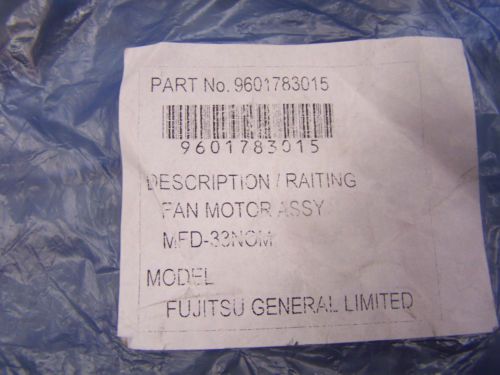 PART No. 9601783015
9601783015
DESCRIPTION / RAITING
FAN MOTOR ASSY
MFD-33NOM
MODEL
FUJITSU GENERAL LIMITED